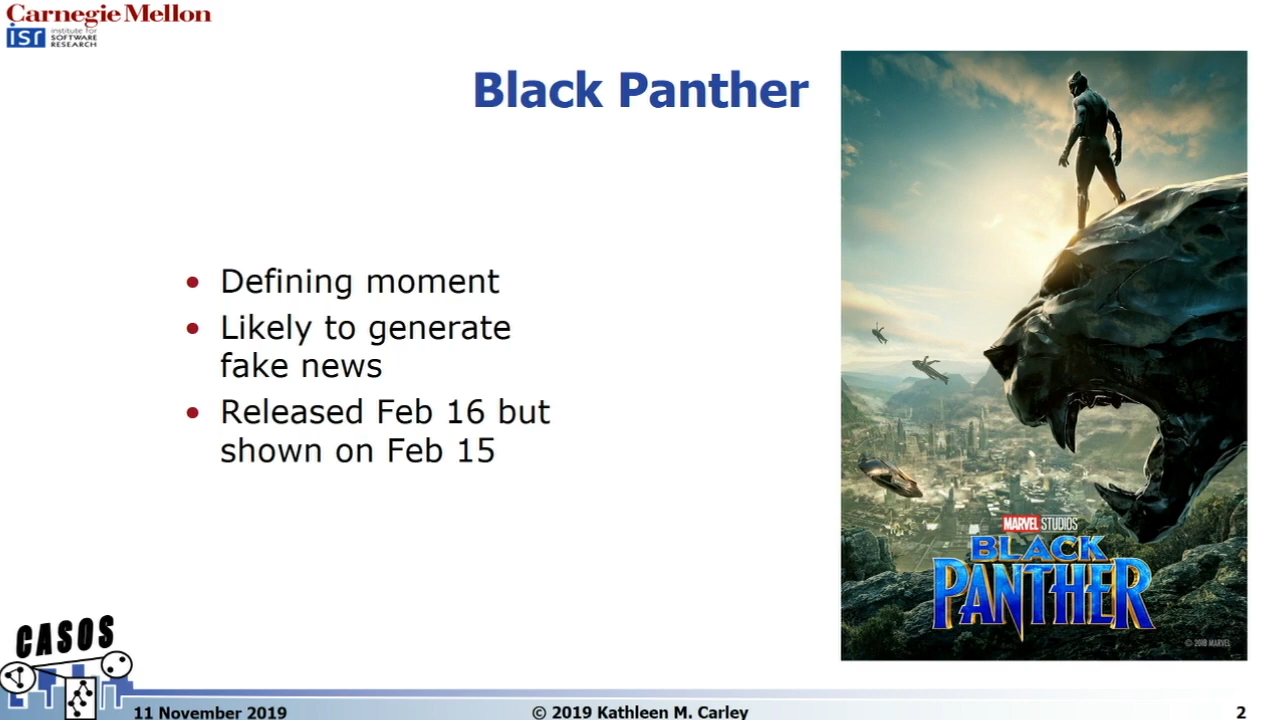 Carnegie Mellon
isr institute for
SOFTWARE
RESEARCH
Black Panther
• Defining moment
• Likely to generate
fake news
• Released Feb 16 but
shown on Feb 15
MARVEL STUDIOS
BLACK
PANTHER
© 2018 MARVEL
CASOS
11 November 2019
© 2019 Kathleen M. Carley
2